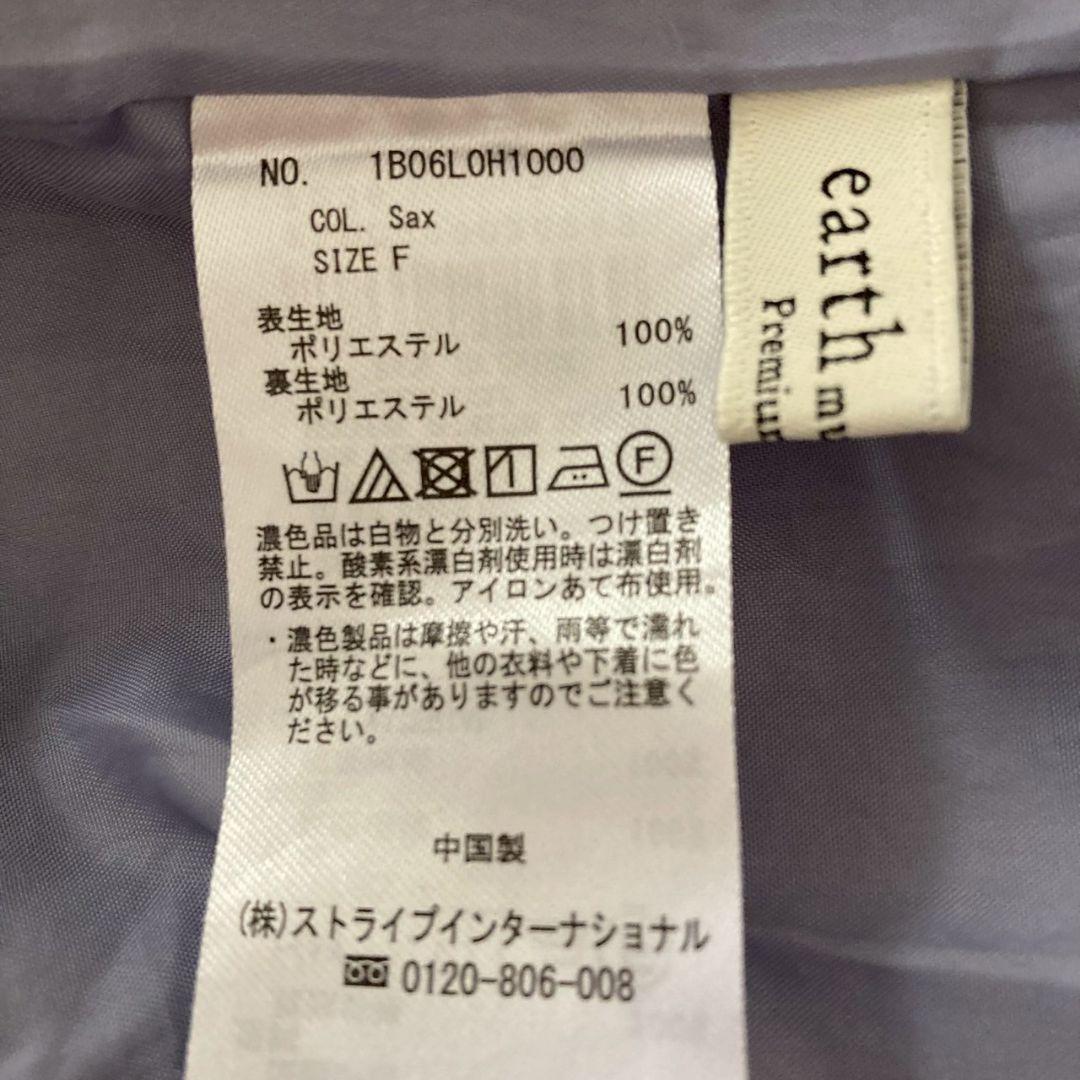 NO. 1B06L0H1000
COL. Sax
SIZE F
表生地
ポリエステル 100%
裏生地
ポリエステル 100%
1
F
濃色品は白物と分別洗い。つけ置き
禁止。酸素系漂白剤使用時は漂白剤
の表示を確認。アイロンあて布使用。
・濃色製品は摩擦や汗、雨等で濡れ
た時などに、他の衣料や下着に色
が移る事がありますのでご注意く
ださい。
中国製
(株)ストライプインターナショナル
0120-806-008
earth